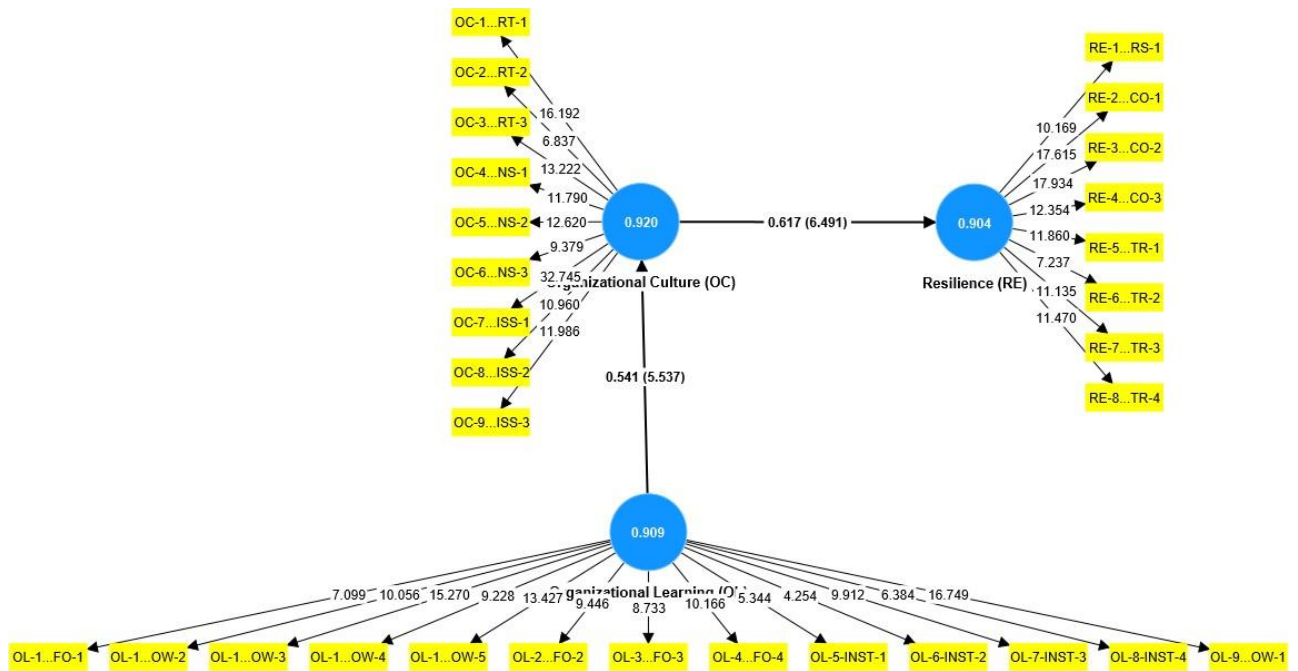 OC-1...RT-1
OC-2...RT-2
OC-3...RT-3
OC-4...NS-1
OC-5...NS-2
OC-6...NS-3
OC-7...ISS-1
OC-8...ISS-2
OC-9...ISS-3
16.192
6.837
13.222
11.790
12.620
9.379
32.745
10.960
11.986
0.920
Organizational Culture (OC)
0.617 (6.491)
0.904
Resilience (RE)
10.169
17.615
17.934
12.354
11.860
7.237
11.135
11.470
RE-1...RS-1
RE-2...CO-1
RE-3...CO-2
RE-4...CO-3
RE-5...TR-1
RE-6...TR-2
RE-7...TR-3
RE-8...TR-4
0.541 (5.537)
0.909
Organizational Learning (OL)
7.099
10.056
15.270
9.228
13.427
9.446
8.733
10.166
5.344
4.254
9.912
6.384
16.749
OL-1...FO-1
OL-1...OW-2
OL-1...OW-3
OL-1...OW-4
OL-1...OW-5
OL-2...FO-2
OL-3...FO-3
OL-4...FO-4
OL-5-INST-1
OL-6-INST-2
OL-7-INST-3
OL-8-INST-4
OL-9...OW-1